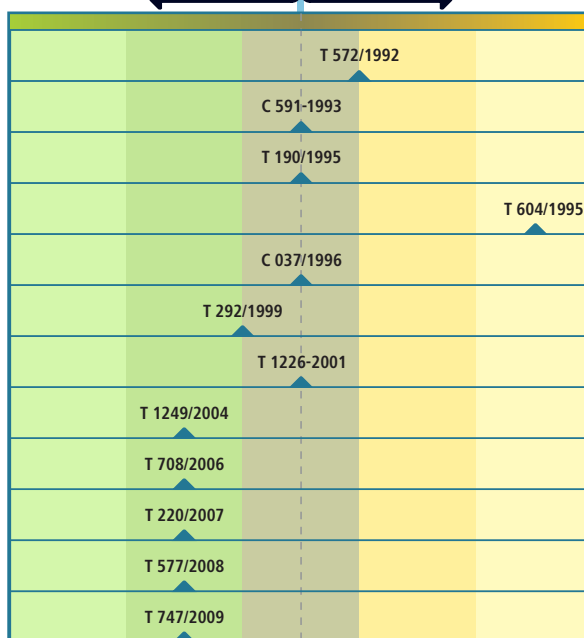 T 572/1992
C 591-1993
T 190/1995
T 604/1995
C 037/1996
T 292/1999
T 1226-2001
T 1249/2004
T 708/2006
T 220/2007
T 577/2008
T 747/2009